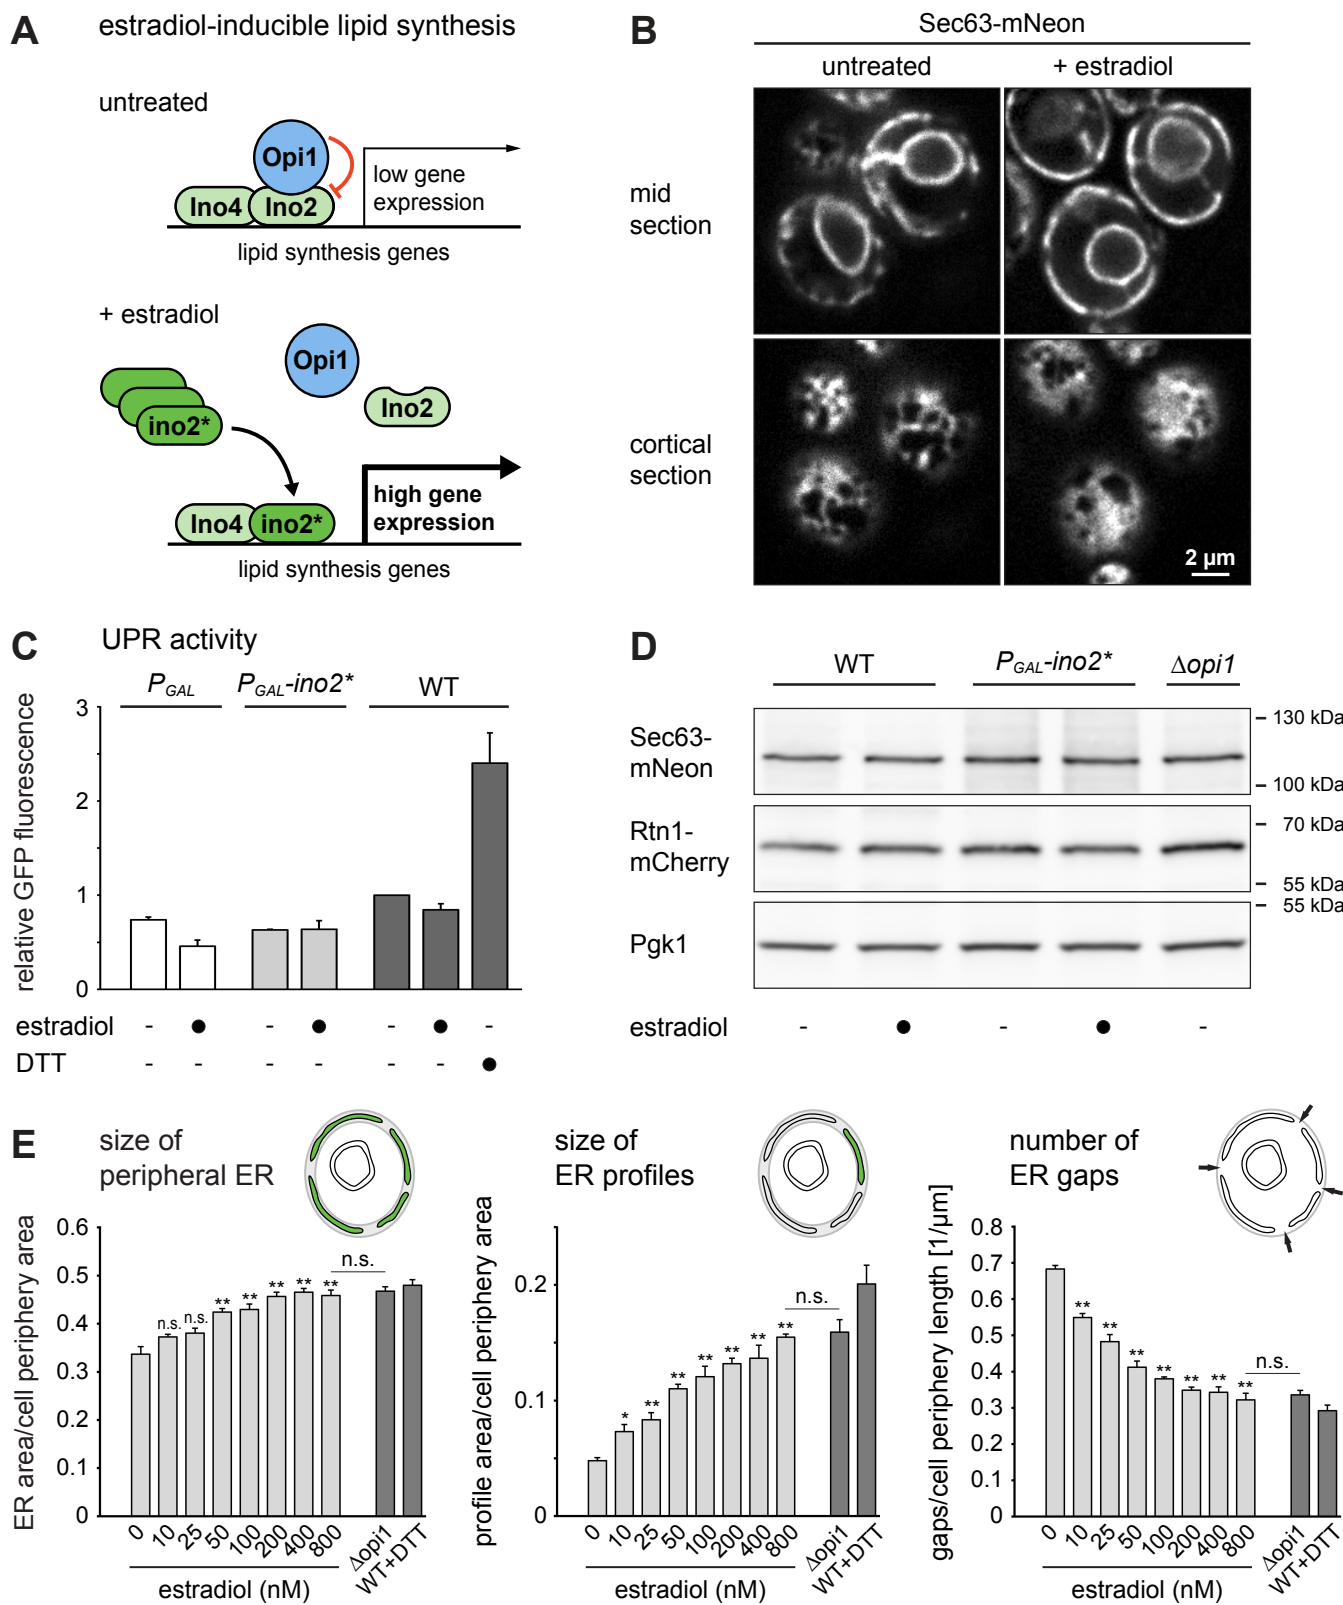 A
estradiol-inducible lipid synthesis
untreated
Opi1
Ino4
Ino2
low gene
expression
lipid synthesis genes
+ estradiol
Opi1
Ino2
ino2*
Ino4
ino2*
high gene
expression
lipid synthesis genes
B
Sec63-mNeon
untreated
+ estradiol
mid
section
cortical
section
2 µm
C
UPR activity
P_GAL
P_GAL-ino2*
WT
relative GFP fluorescence
3
2
1
0
estradiol - ● - ● - ● -
DTT - - - - - - ●
D
WT
P_GAL-ino2*
Δopi1
Sec63-
mNeon
130 kDa
100 kDa
Rtn1-
mCherry
70 kDa
55 kDa
Pgk1
55 kDa
estradiol - ● - ● -
E
size of
peripheral ER
ER area/cell periphery area
0.6
0.5
0.4
0.3
0.2
0.1
0
n.s. n.s. ** ** ** ** **
n.s.
0 10 25 50 100 200 400 800 Δopi1 WT+DTT
estradiol (nM)
size of
ER profiles
profile area/cell periphery area
0.2
0.1
0
* ** ** ** ** ** **
n.s.
0 10 25 50 100 200 400 800 Δopi1 WT+DTT
estradiol (nM)
number of
ER gaps
gaps/cell periphery length [1/µm]
0.8
0.7
0.6
0.5
0.4
0.3
0.2
0.1
0
** ** ** ** ** ** **
n.s.
0 10 25 50 100 200 400 800 Δopi1 WT+DTT
estradiol (nM)